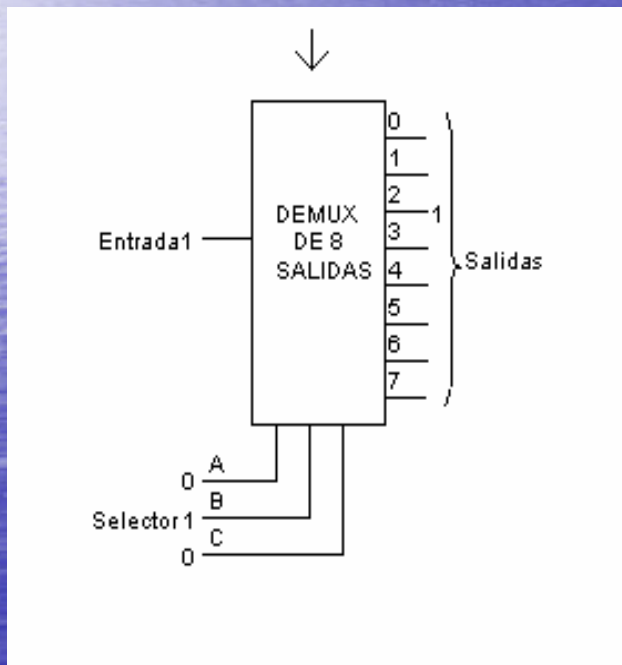 0
1
2
1
3
4
5
6
7
DEMUX
DE 8
SALIDAS
Entrada1
Salidas
A
0
B
Selector 1
C
0